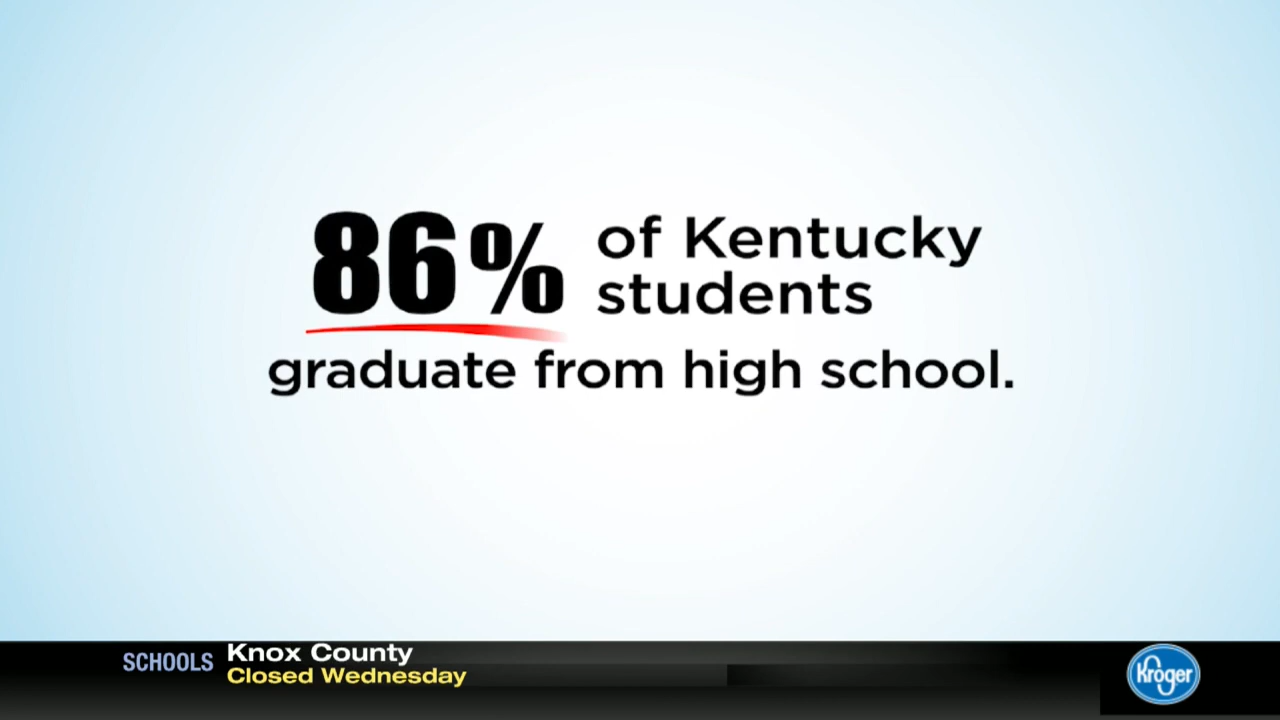 86% of Kentucky
students
graduate from high school.
SCHOOLS
Knox County
Closed Wednesday
Kroger